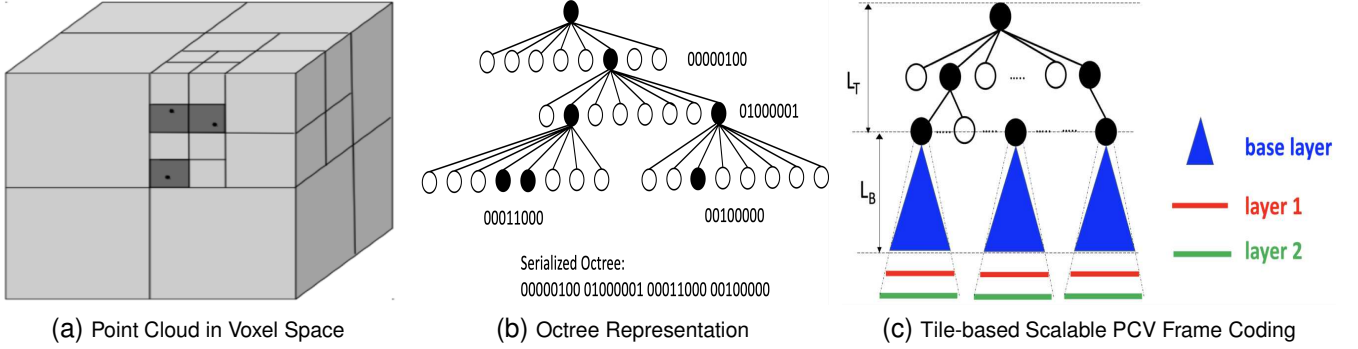 00000100
01000001
00011000
00100000
Serialized Octree:
00000100 01000001 00011000 00100000
L_T
L_B
base layer
layer 1
layer 2
(a) Point Cloud in Voxel Space
(b) Octree Representation
(c) Tile-based Scalable PCV Frame Coding